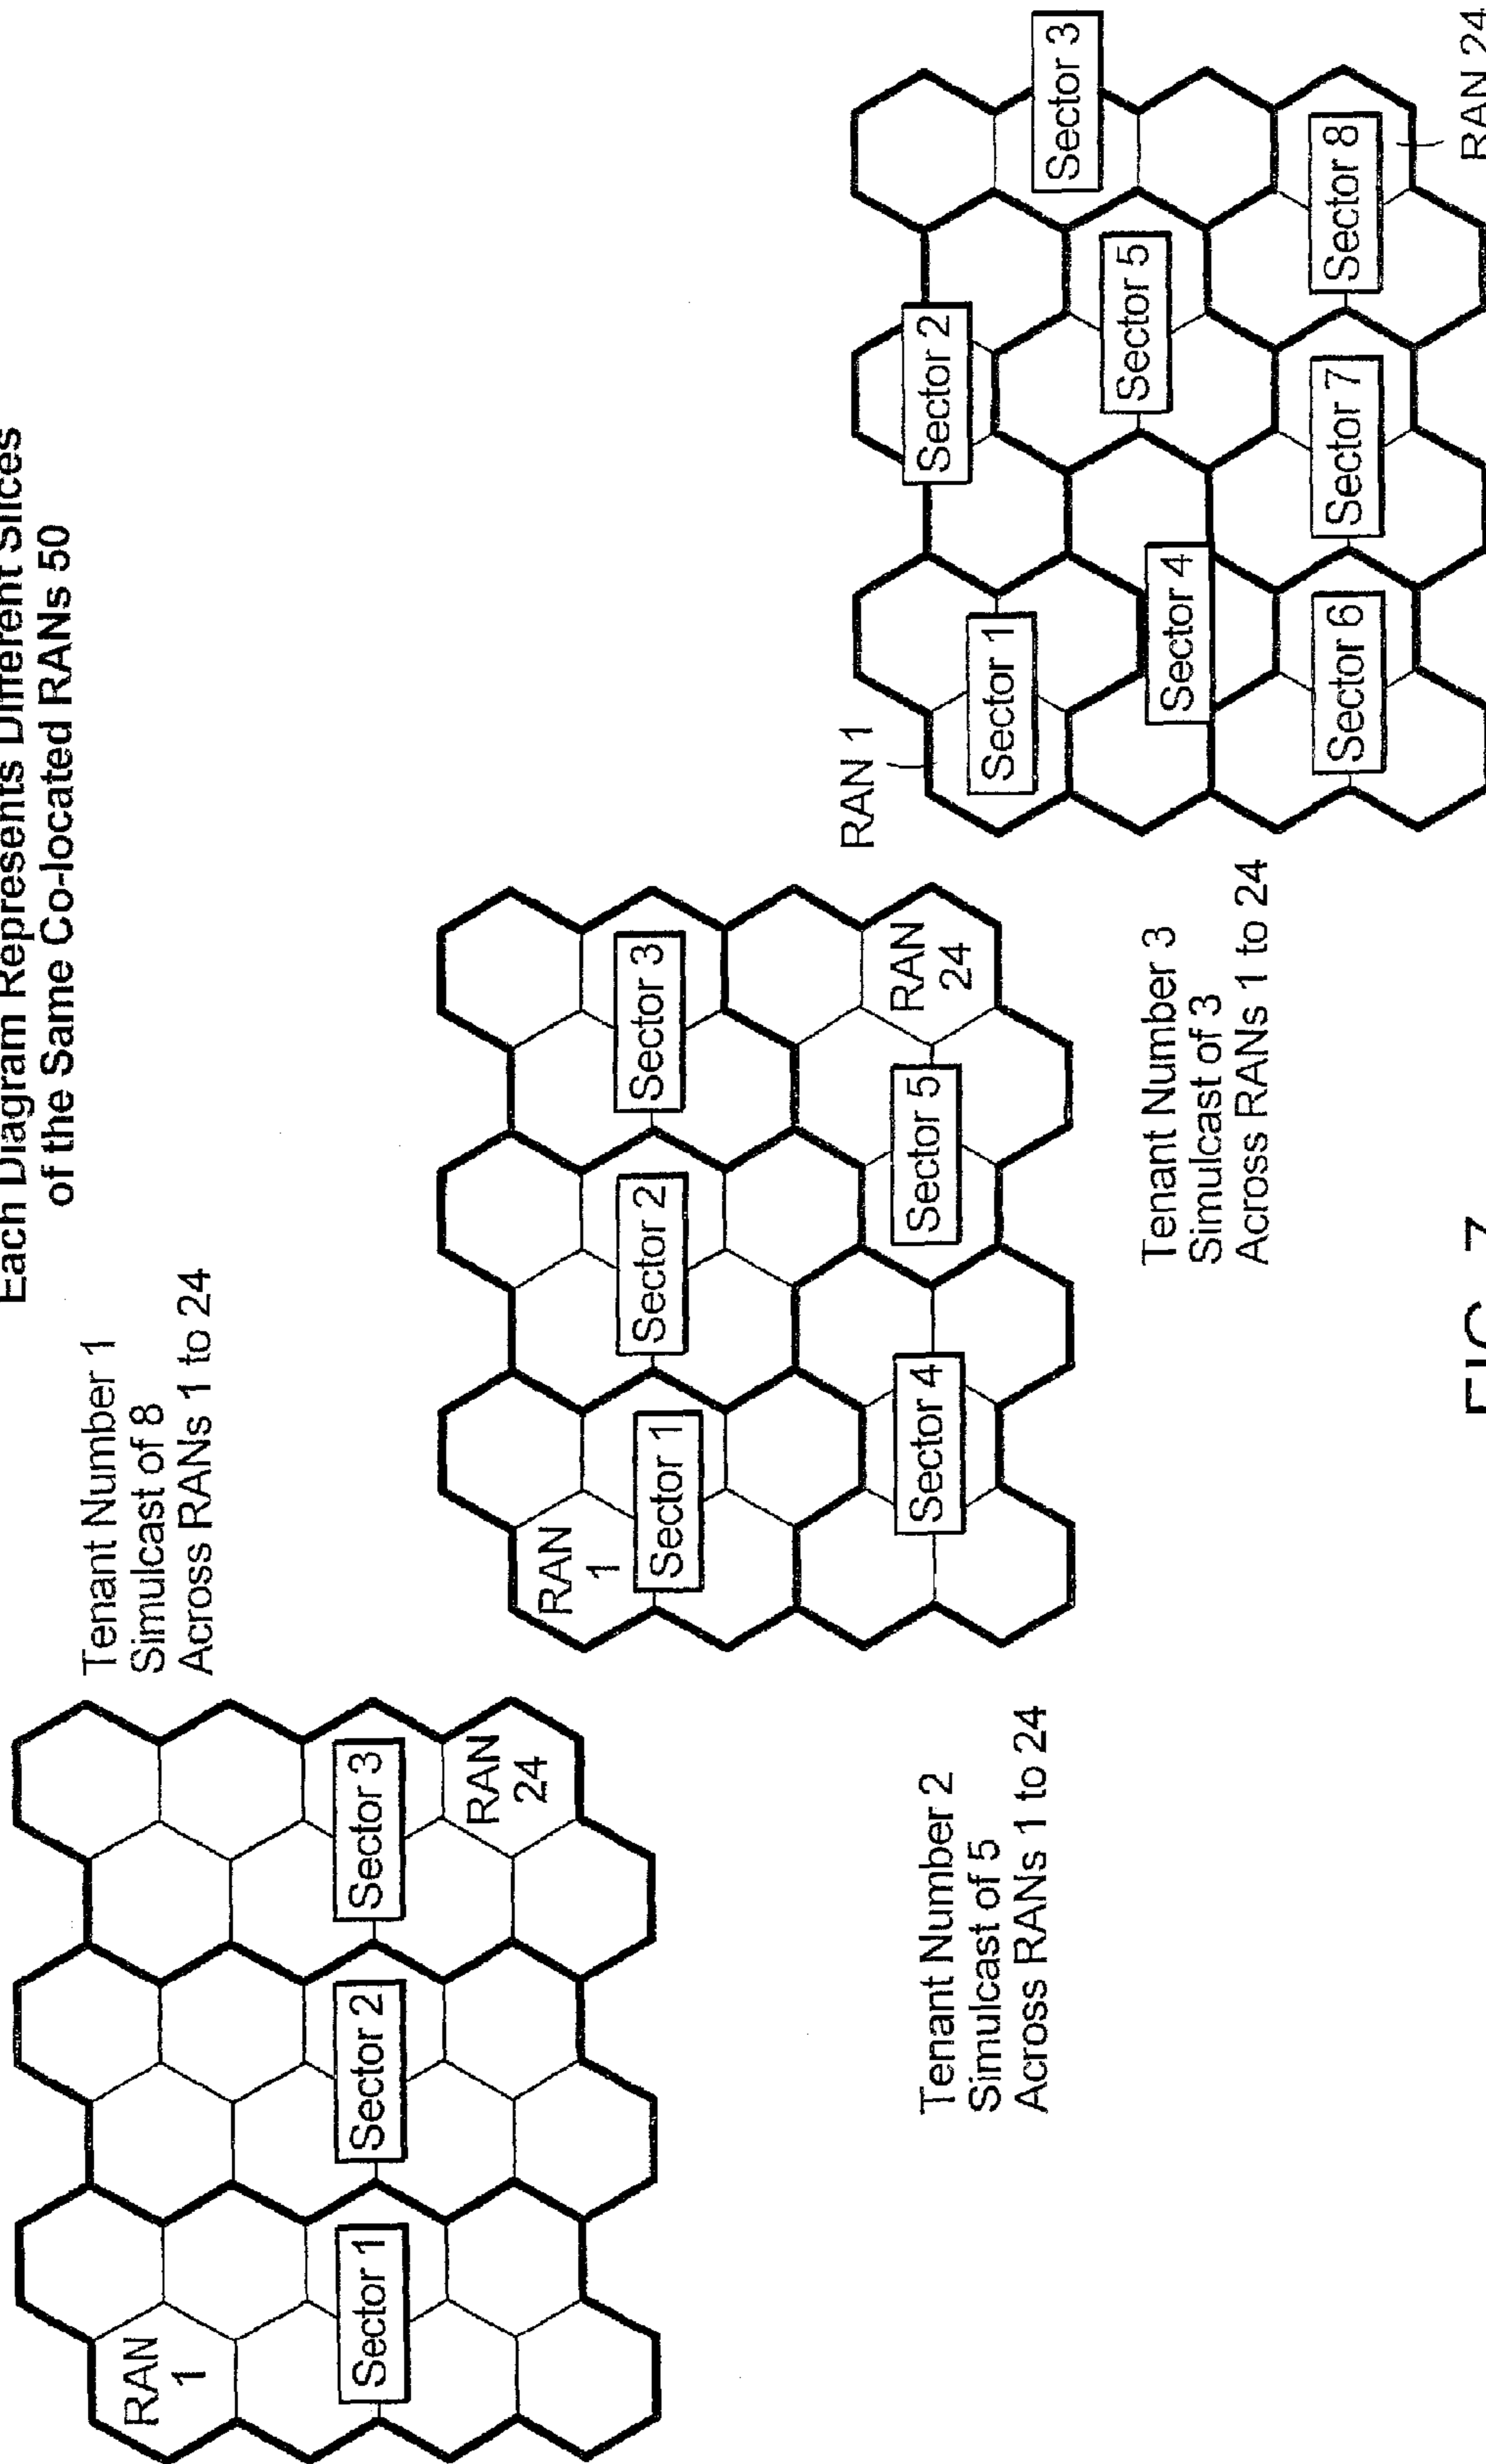 Each Diagram Represents Different Slices
of the Same Co-located RANs 50
Tenant Number 1
Simulcast of 8
Across RANs 1 to 24
RAN
1
Sector 1
Sector 2
Sector 3
RAN
24
Tenant Number 2
Simulcast of 5
Across RANs 1 to 24
RAN
1
Sector 1
Sector 2
Sector 3
Sector 4
Sector 5
RAN
24
Tenant Number 3
Simulcast of 3
Across RANs 1 to 24
RAN 1
Sector 1
Sector 2
Sector 3
Sector 4
Sector 5
Sector 6
Sector 7
Sector 8
RAN 24
FIG. 7